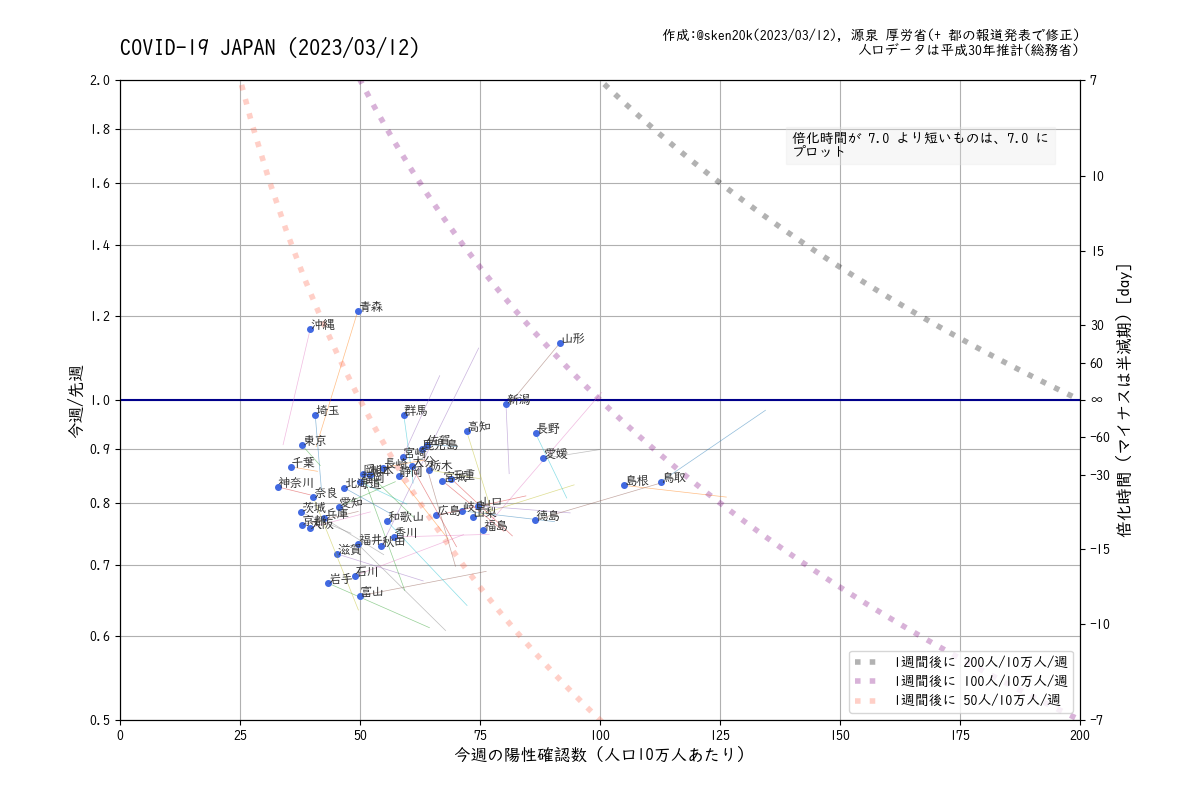 COVID-19 JAPAN (2023/03/12)
作成:@sken20k(2023/03/12), 源泉 厚労省(+ 都の報道発表で修正)
人口データは平成30年推計(総務省)
倍化時間が 7.0 より短いものは、7.0 に
プロット
今週/先週
2.0
1.8
1.6
1.4
1.2
1.0
0.9
0.8
0.7
0.6
0.5
7
10
15
30
60
∞
-60
-30
-15
-10
-7
倍化時間 (マイナスは半減期) [day]
青森
沖縄
山形
新潟
埼玉
群馬
高知
長野
東京
佐賀
鹿児島
宮崎
愛媛
千葉
長崎
大分
栃木
静岡
三重
宮城
神奈川
北海道
島根
鳥取
奈良
愛知
山口
茨城
兵庫
広島
岐阜
山梨
徳島
京都
大阪
和歌山
福島
香川
福井
秋田
滋賀
石川
岩手
富山
1週間後に 200人/10万人/週
1週間後に 100人/10万人/週
1週間後に 50人/10万人/週
0
25
50
75
100
125
150
175
200
今週の陽性確認数 (人口10万人あたり)